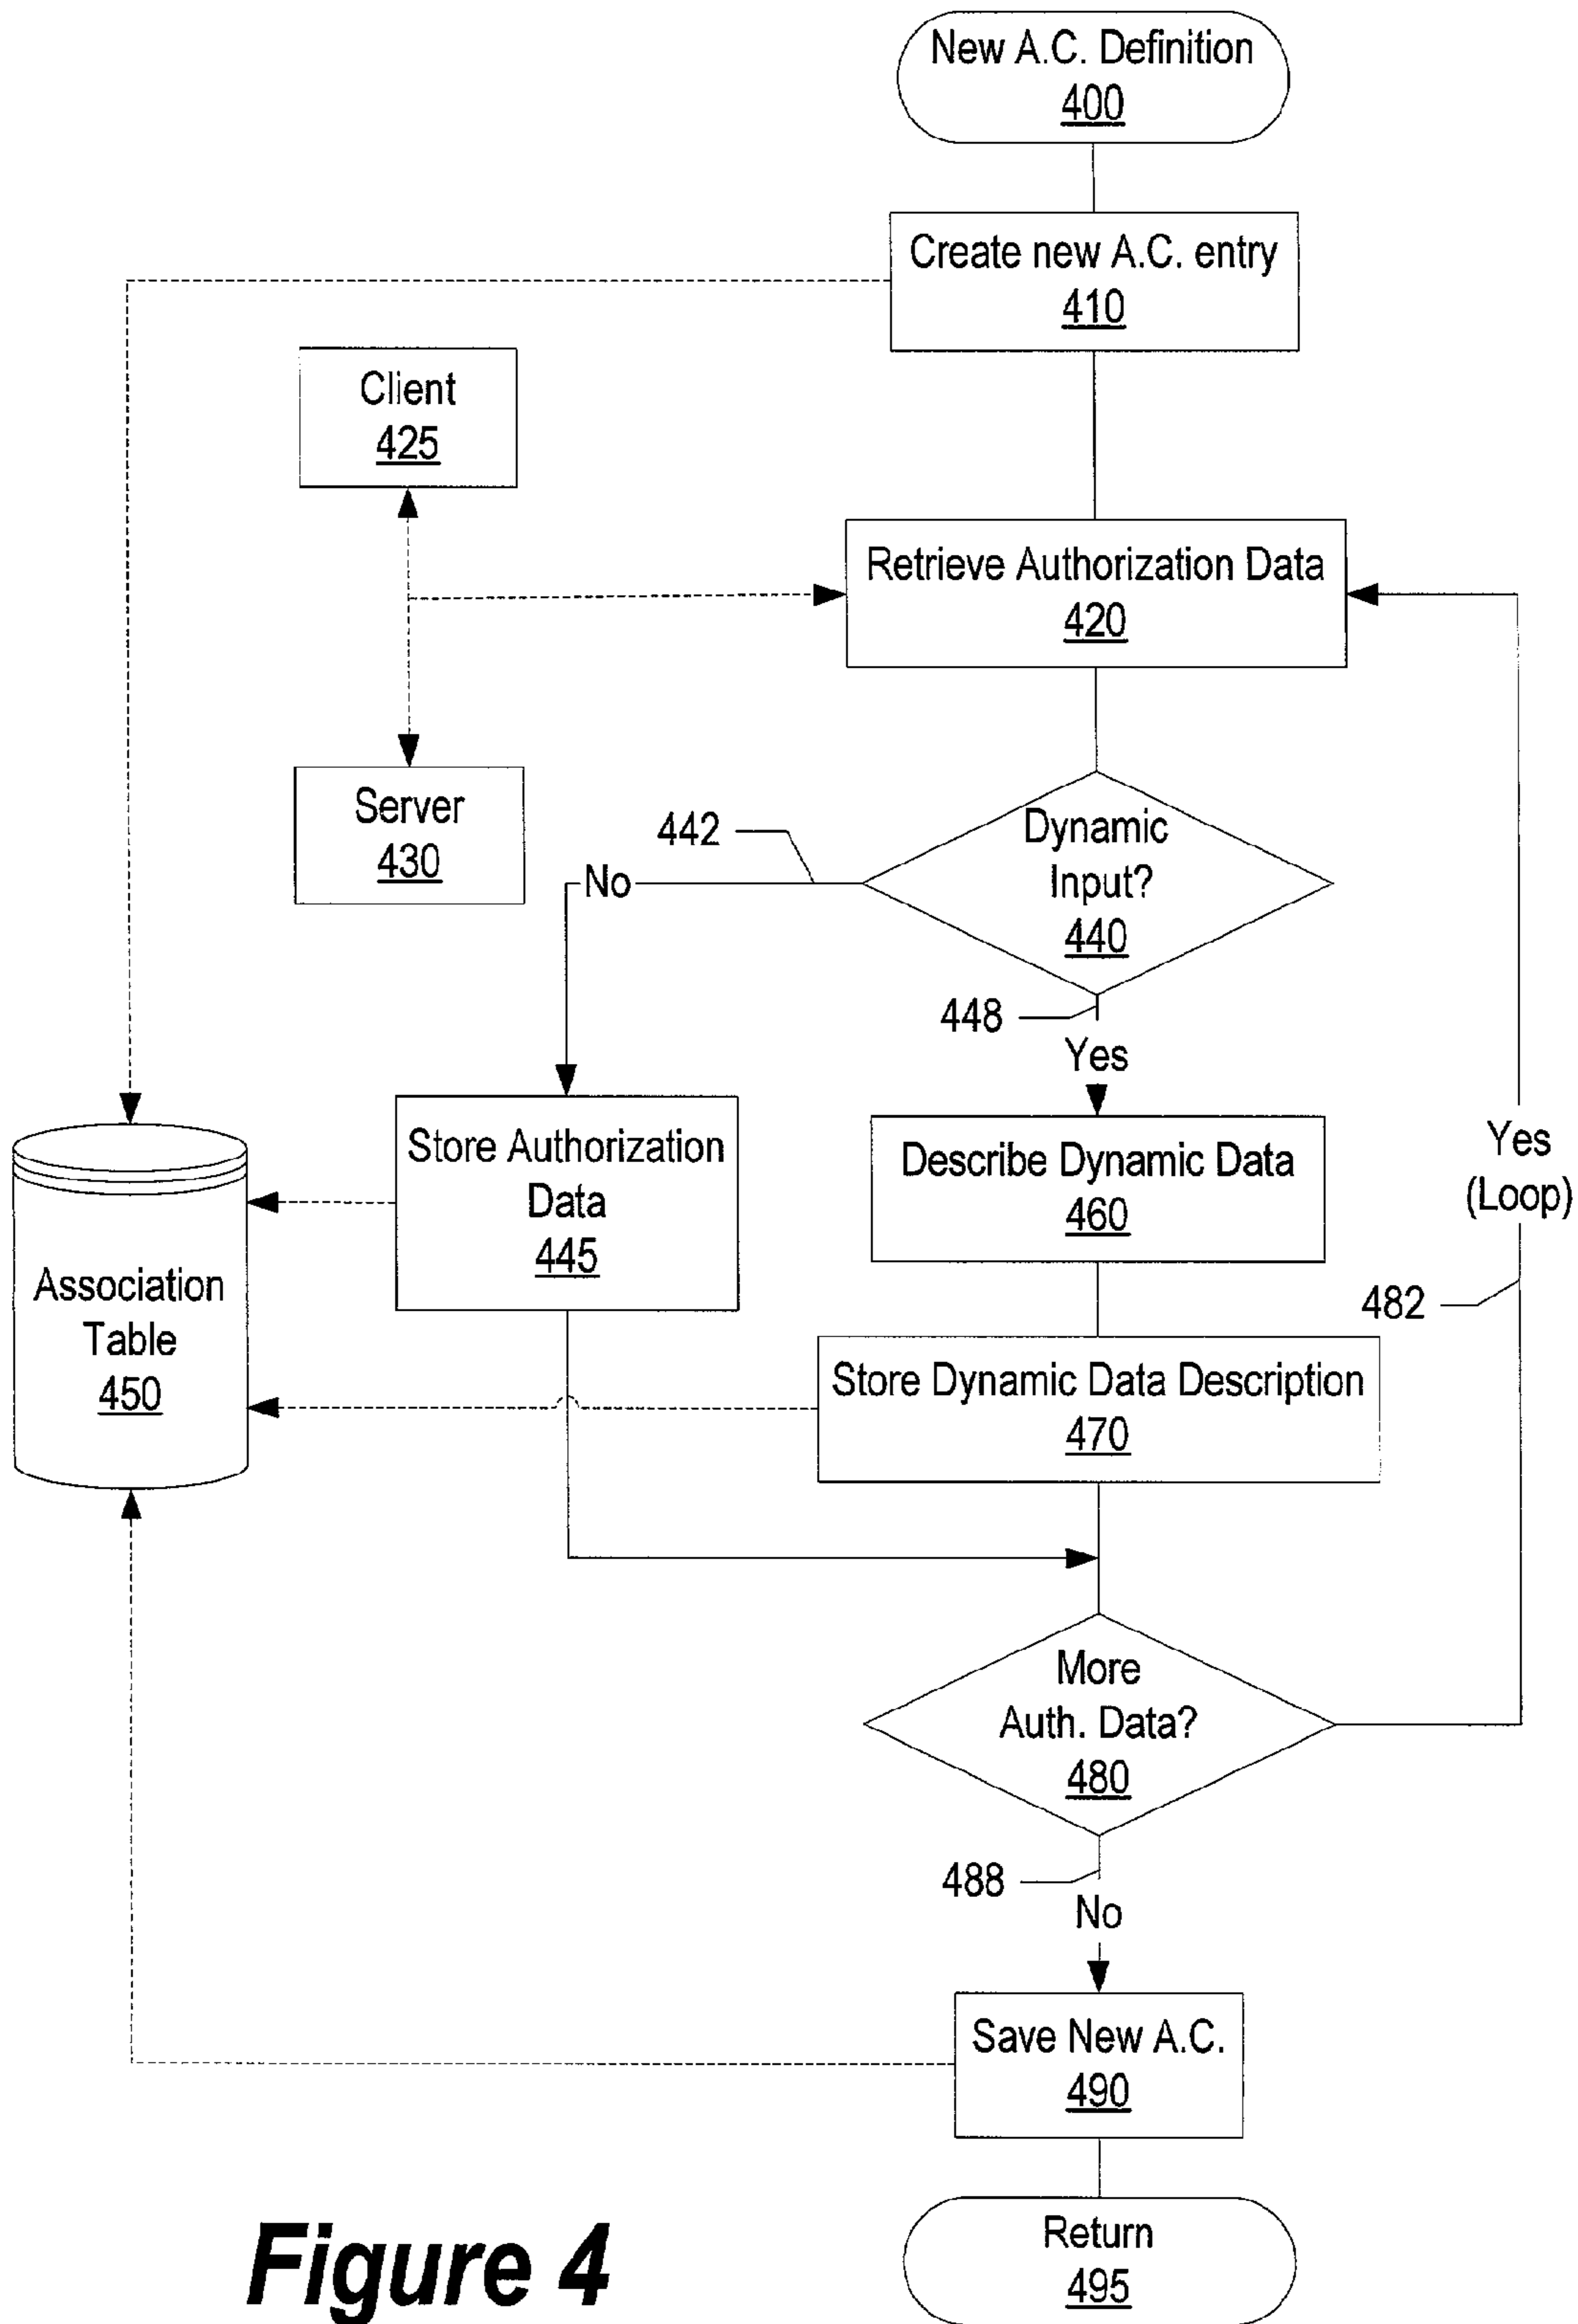 New A.C. Definition
400
Create new A.C. entry
410
Client
425
Retrieve Authorization Data
420
Server
430
442
No
Dynamic
Input?
440
448
Yes
Store Authorization
Data
445
Describe Dynamic Data
460
Yes
(Loop)
482
Association
Table
450
Store Dynamic Data Description
470
More
Auth. Data?
480
488
No
Save New A.C.
490
Return
495
Figure 4